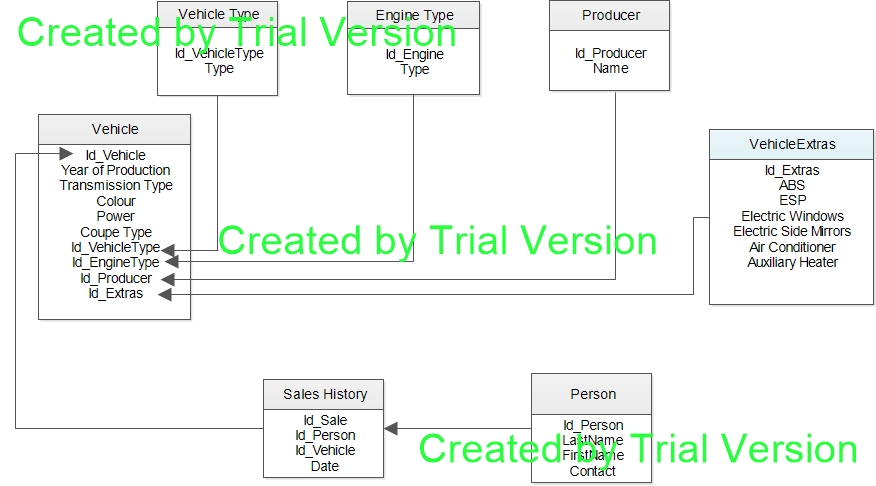 Vehicle Type
Id_VehicleType
Type
Engine Type
Id_Engine
Type
Producer
Id_Producer
Name
Created by Trial Version
Vehicle
Id_Vehicle
Year of Production
Transmission Type
Colour
Power
Coupe Type
Id_VehicleType
Id_EngineType
Id_Producer
Id_Extras
VehicleExtras
Id_Extras
ABS
ESP
Electric Windows
Electric Side Mirrors
Air Conditioner
Auxiliary Heater
Created by Trial Version
Sales History
Id_Sale
Id_Person
Id_Vehicle
Date
Person
Id_Person
LastName
FirstName
Contact
Created by Trial Version